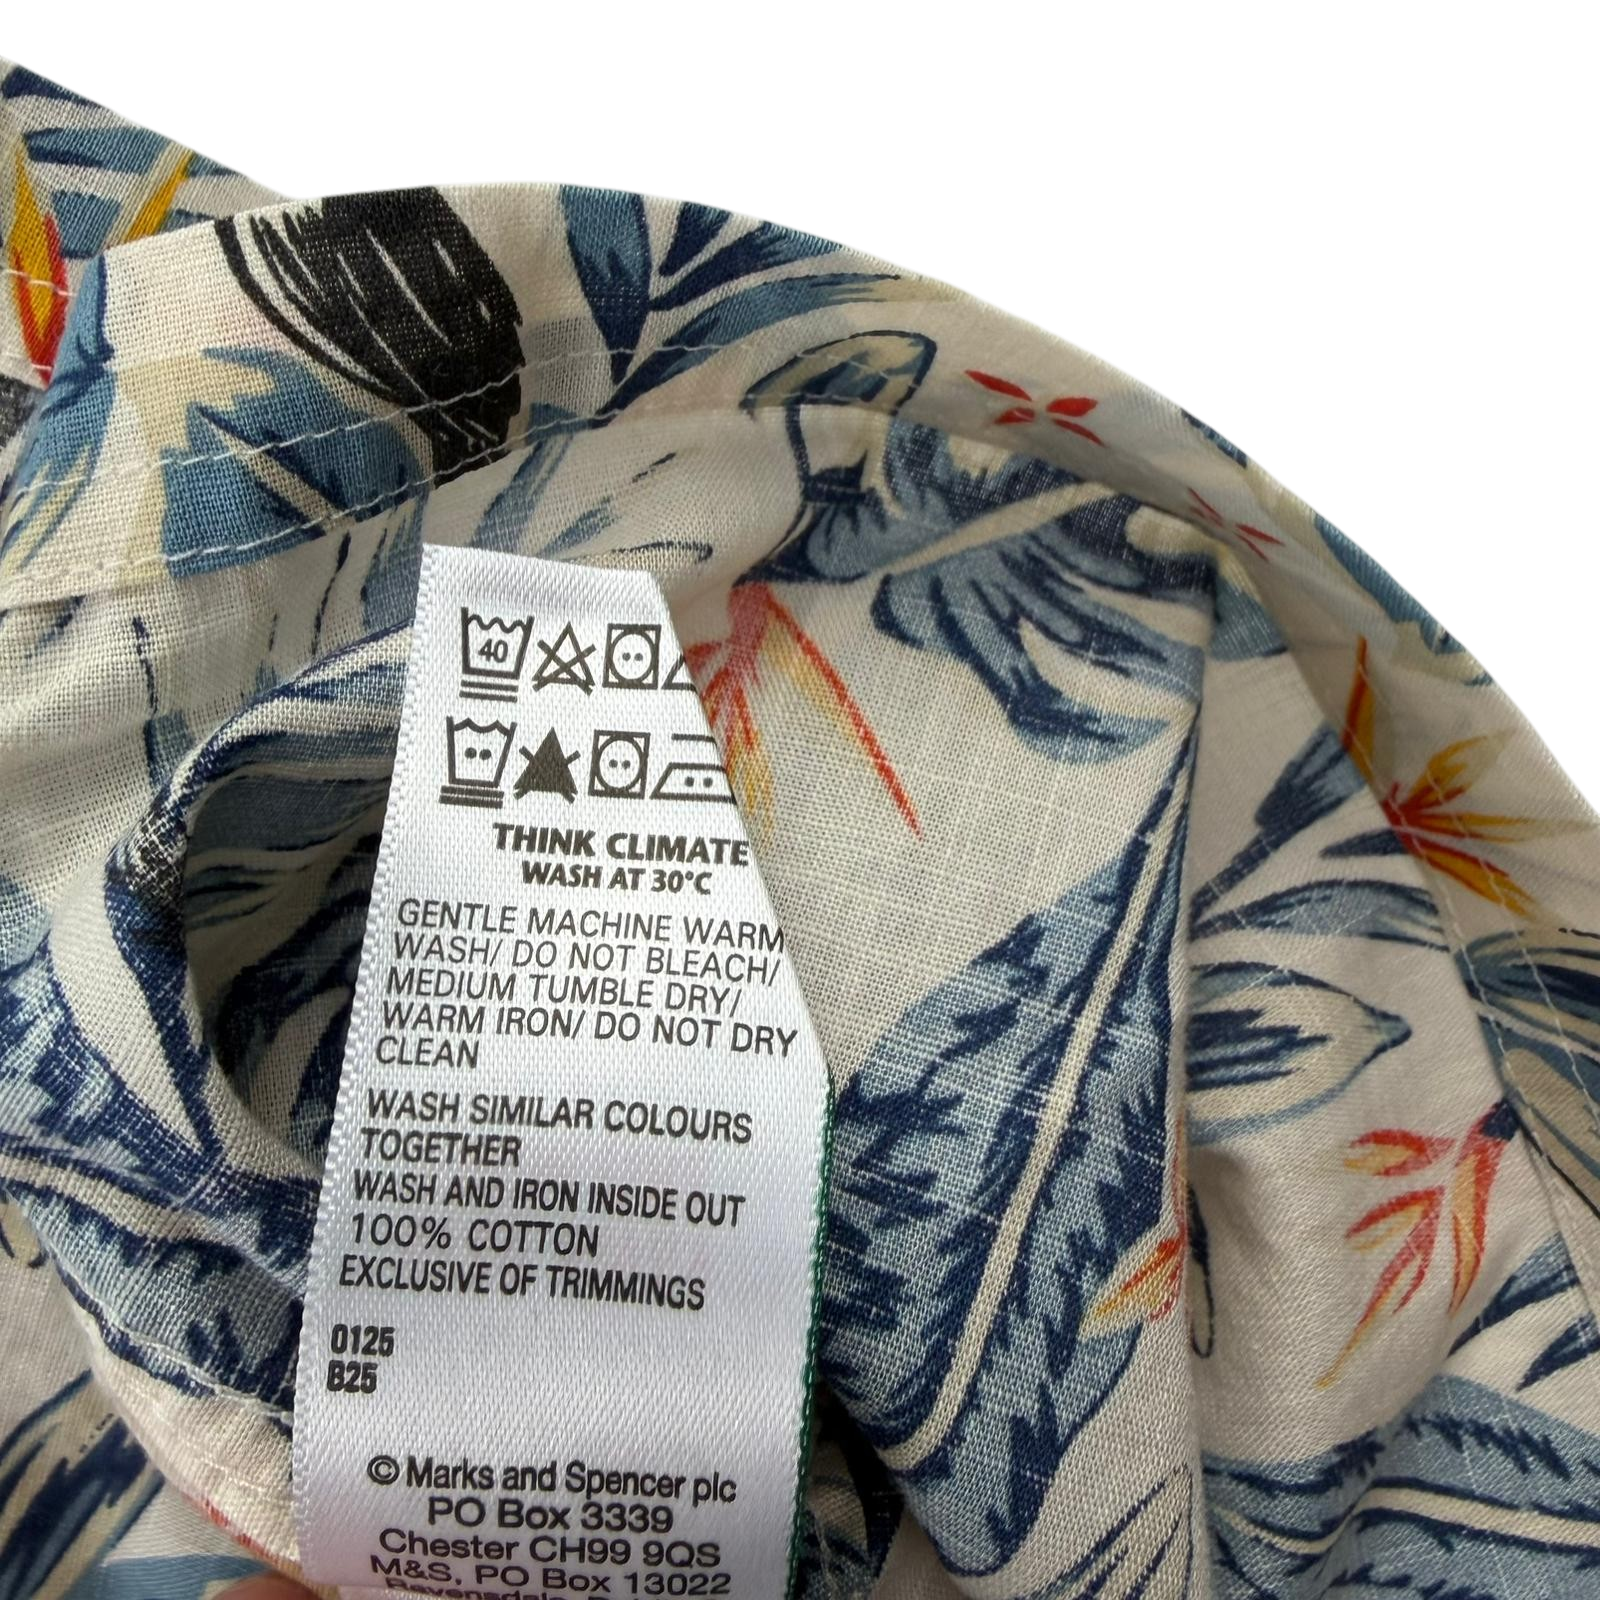 40
THINK CLIMATE
WASH AT 30°C
GENTLE MACHINE WARM
WASH/ DO NOT BLEACH/
MEDIUM TUMBLE DRY/
WARM IRON/ DO NOT DRY
CLEAN
WASH SIMILAR COLOURS
TOGETHER
WASH AND IRON INSIDE OUT
100% COTTON
EXCLUSIVE OF TRIMMINGS
0125
B25
© Marks and Spencer plc
PO Box 3339
Chester CH99 9QS
M&S, PO Box 13022